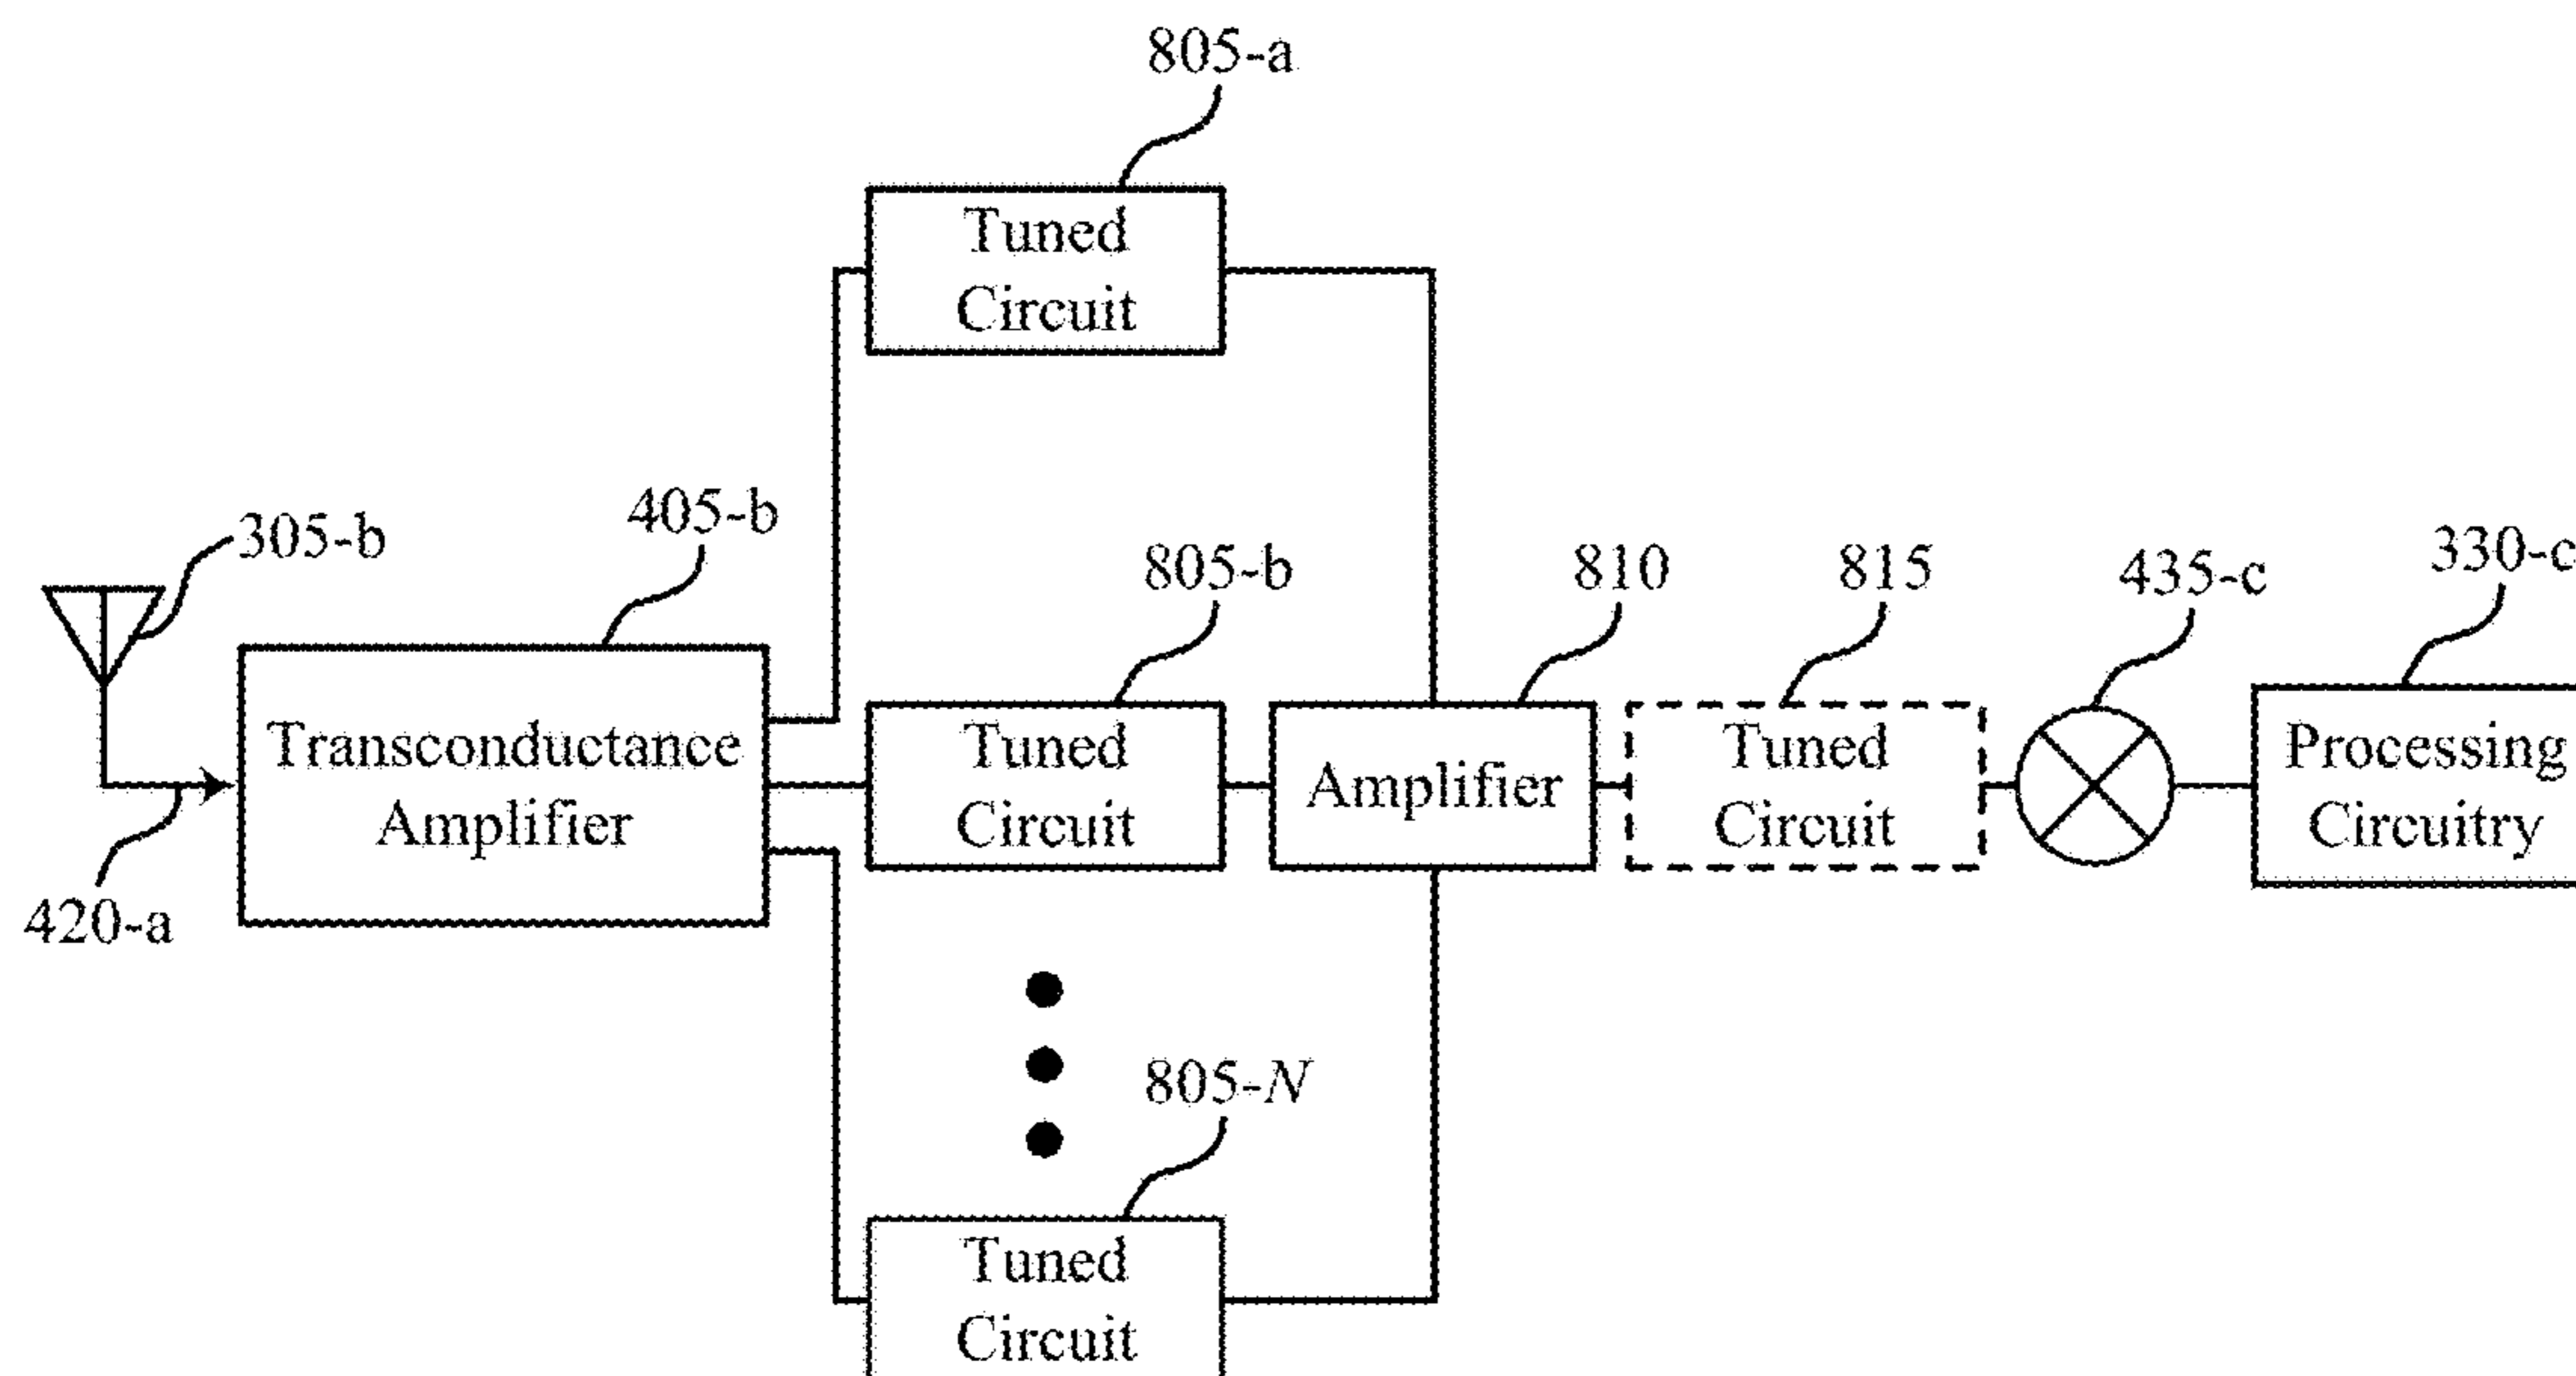 805-a
Tuned
Circuit
305-b
405-b
805-b
810
815
435-c
330-c
Transconductance
Amplifier
Tuned
Circuit
Amplifier
Tuned
Circuit
Processing
Circuitry
420-a
805-N
Tuned
Circuit